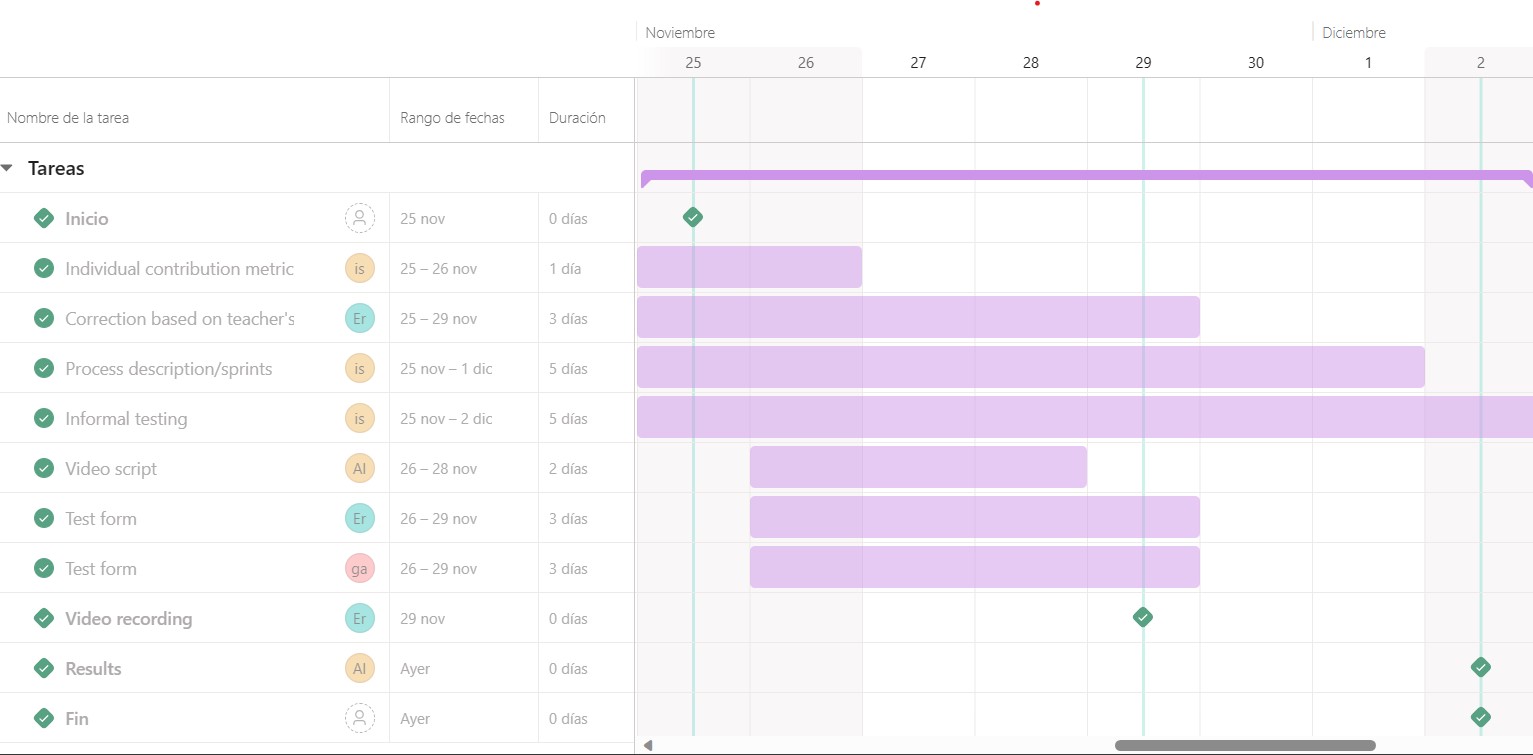 Noviembre Diciembre
25 26 27 28 29 30 1 2
Nombre de la tarea Rango de fechas Duración
Tareas
Inicio 25 nov 0 días
Individual contribution metric is 25 – 26 nov 1 día
Correction based on teacher's Er 25 – 29 nov 3 días
Process description/sprints is 25 nov – 1 dic 5 días
Informal testing is 25 nov – 2 dic 5 días
Video script Al 26 – 28 nov 2 días
Test form Er 26 – 29 nov 3 días
Test form ga 26 – 29 nov 3 días
Video recording Er 29 nov 0 días
Results Al Ayer 0 días
Fin Ayer 0 días